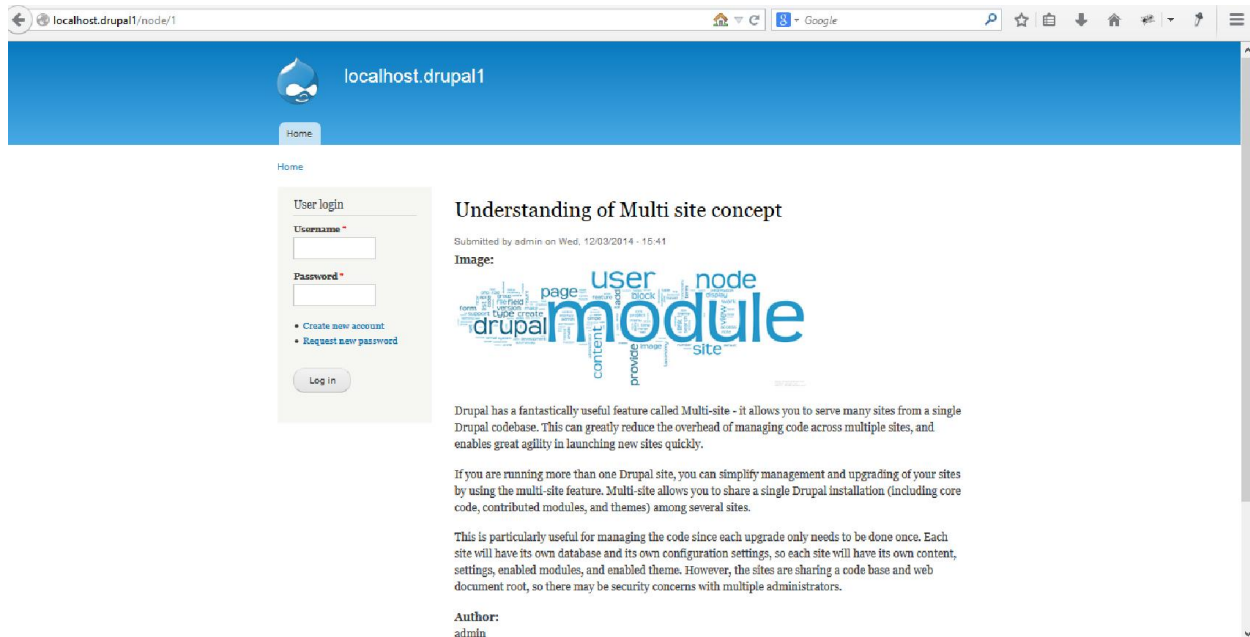 localhost.drupal1/node/1
Google
localhost.drupal1
Home
Home
User login
Username *
Password *
Create new account
Request new password
Log in
Understanding of Multi site concept
Submitted by admin on Wed, 12/03/2014 - 15:41
Image:
user
node
page
block
display
form
version
type create
module
drupal
content
provide
image
site
Drupal has a fantastically useful feature called Multi-site - it allows you to serve many sites from a single
Drupal codebase. This can greatly reduce the overhead of managing code across multiple sites, and
enables great agility in launching new sites quickly.
If you are running more than one Drupal site, you can simplify management and upgrading of your sites
by using the multi-site feature. Multi-site allows you to share a single Drupal installation (including core
code, contributed modules, and themes) among several sites.
This is particularly useful for managing the code since each upgrade only needs to be done once. Each
site will have its own database and its own configuration settings, so each site will have its own content,
settings, enabled modules, and enabled theme. However, the sites are sharing a code base and web
document root, so there may be security concerns with multiple administrators.
Author:
admin